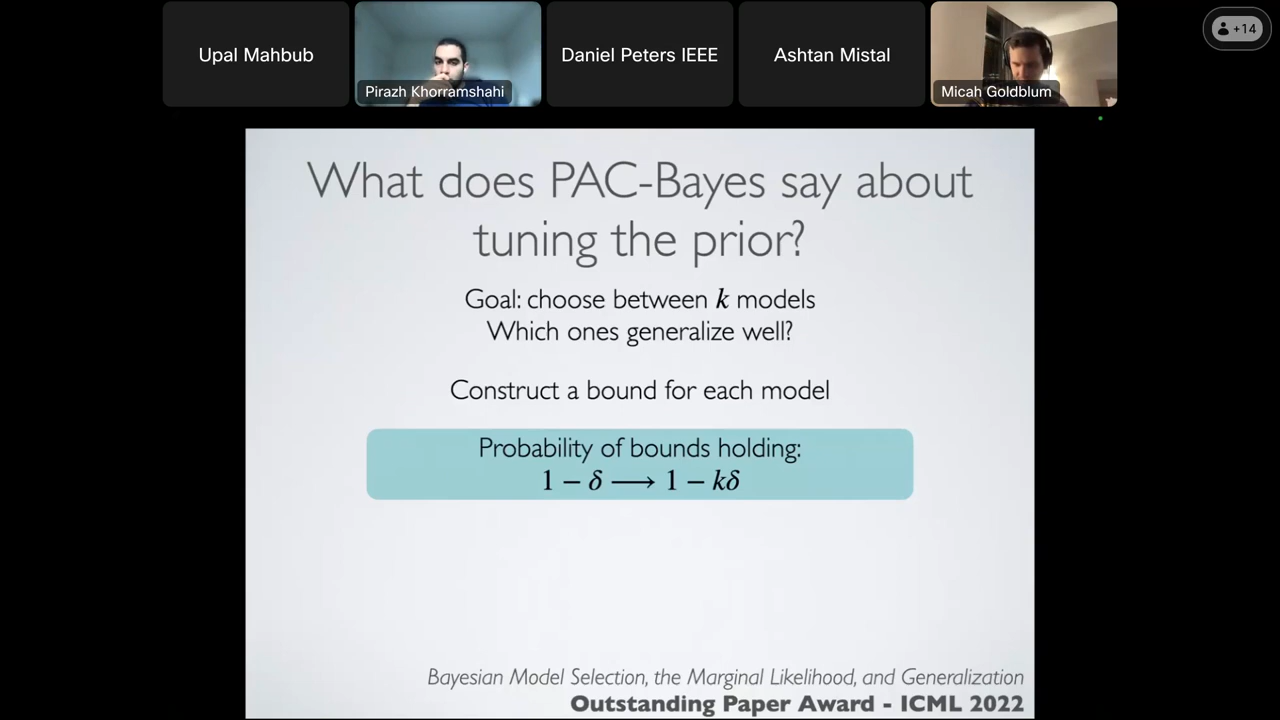 Upal Mahbub
Pirazh Khorramshahi
Daniel Peters IEEE
Ashtan Mistal
Micah Goldblum
+14
What does PAC-Bayes say about
tuning the prior?
Goal: choose between k models
Which ones generalize well?
Construct a bound for each model
Probability of bounds holding:
1 − δ ⟶ 1 − kδ
Bayesian Model Selection, the Marginal Likelihood, and Generalization
Outstanding Paper Award - ICML 2022